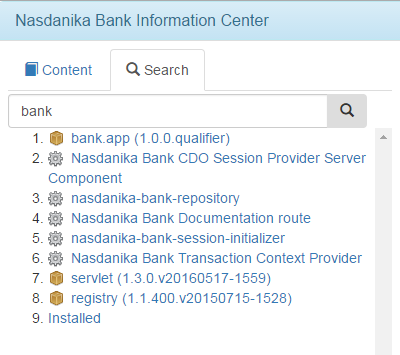 Nasdanika Bank Information Center
Content
Search
bank
1. bank.app (1.0.0.qualifier)
2. Nasdanika Bank CDO Session Provider Server
Component
3. nasdanika-bank-repository
4. Nasdanika Bank Documentation route
5. nasdanika-bank-session-initializer
6. Nasdanika Bank Transaction Context Provider
7. servlet (1.3.0.v20160517-1559)
8. registry (1.1.400.v20150715-1528)
9. Installed